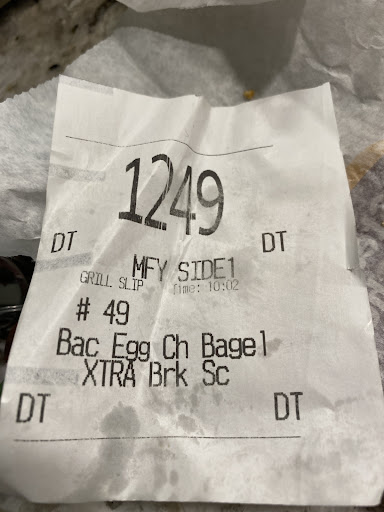 1249
DT DT
MFY SIDE1
GRILL SLIP Time: 10:02
# 49
Bac Egg Ch Bagel
XTRA Brk Sc
DT DT